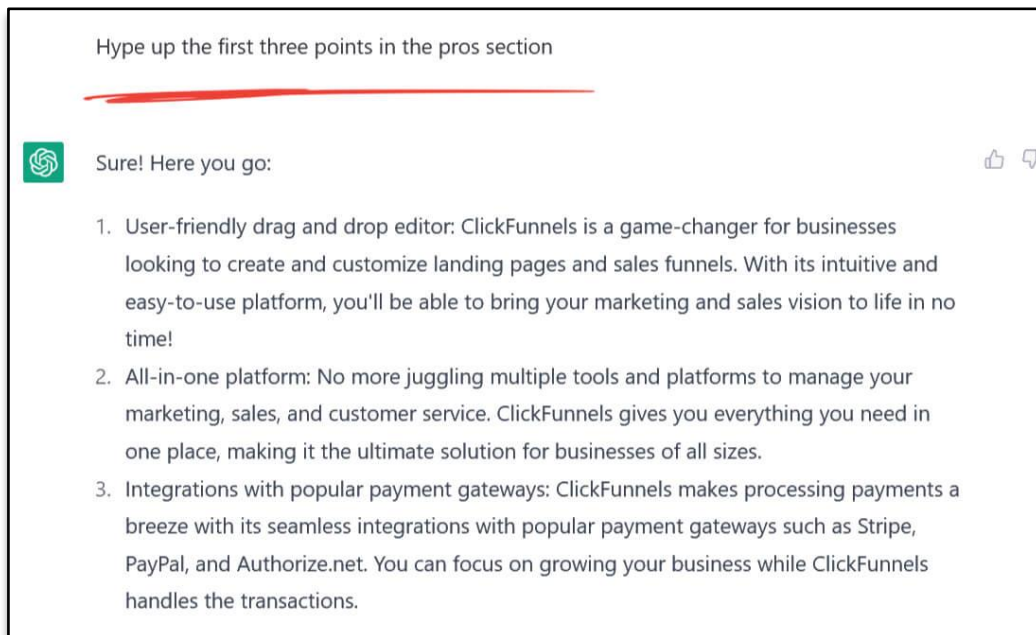 Hype up the first three points in the pros section
Sure! Here you go:
1. User-friendly drag and drop editor: ClickFunnels is a game-changer for businesses
looking to create and customize landing pages and sales funnels. With its intuitive and
easy-to-use platform, you'll be able to bring your marketing and sales vision to life in no
time!
2. All-in-one platform: No more juggling multiple tools and platforms to manage your
marketing, sales, and customer service. ClickFunnels gives you everything you need in
one place, making it the ultimate solution for businesses of all sizes.
3. Integrations with popular payment gateways: ClickFunnels makes processing payments a
breeze with its seamless integrations with popular payment gateways such as Stripe,
PayPal, and Authorize.net. You can focus on growing your business while ClickFunnels
handles the transactions.